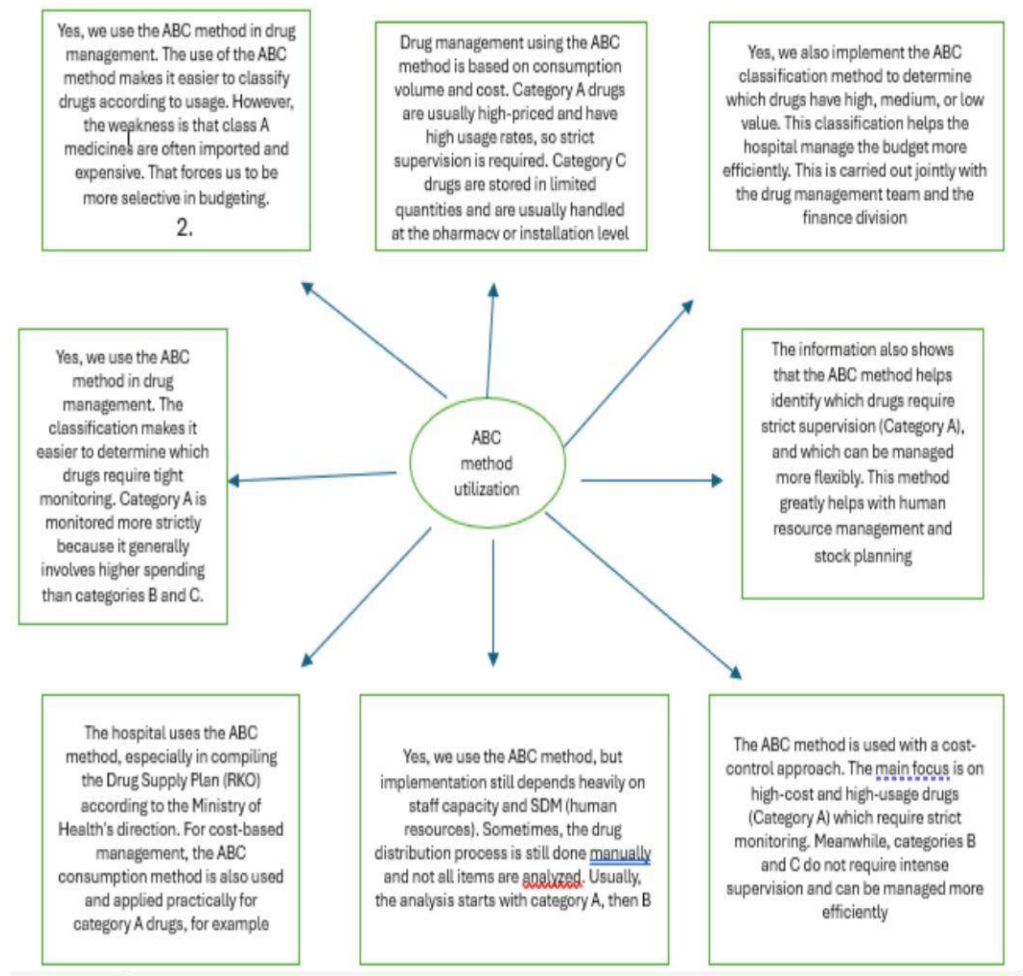 Yes, we use the ABC method in drug
management. The use of the ABC
method makes it easier to classify
drugs according to usage. However,
the weakness is that class A
medicines are often imported and
expensive. That forces us to be
more selective in budgeting.
2.
Drug management using the ABC
method is based on consumption
volume and cost. Category A drugs
are usually high-priced and have
high usage rates, so strict
supervision is required. Category C
drugs are stored in limited
quantities and are usually handled
at the pharmacy or installation level
Yes, we also implement the ABC
classification method to determine
which drugs have high, medium, or low
value. This classification helps the
hospital manage the budget more
efficiently. This is carried out jointly with
the drug management team and the
finance division
Yes, we use the ABC
method in drug
management. The
classification makes it
easier to determine which
drugs require tight
monitoring. Category A is
monitored more strictly
because it generally
involves higher spending
than categories B and C.
ABC
method
utilization
The information also shows
that the ABC method helps
identify which drugs require
strict supervision (Category A),
and which can be managed
more flexibly. This method
greatly helps with human
resource management and
stock planning
The hospital uses the ABC
method, especially in compiling
the Drug Supply Plan (RKO)
according to the Ministry of
Health's direction. For cost-based
management, the ABC
consumption method is also used
and applied practically for
category A drugs, for example
Yes, we use the ABC method, but
implementation still depends heavily on
staff capacity and SDM (human
resources). Sometimes, the drug
distribution process is still done manually
and not all items are analyzed. Usually,
the analysis starts with category A, then B
The ABC method is used with a cost-
control approach. The main focus is on
high-cost and high-usage drugs
(Category A) which require strict
monitoring. Meanwhile, categories B
and C do not require intense
supervision and can be managed more
efficiently